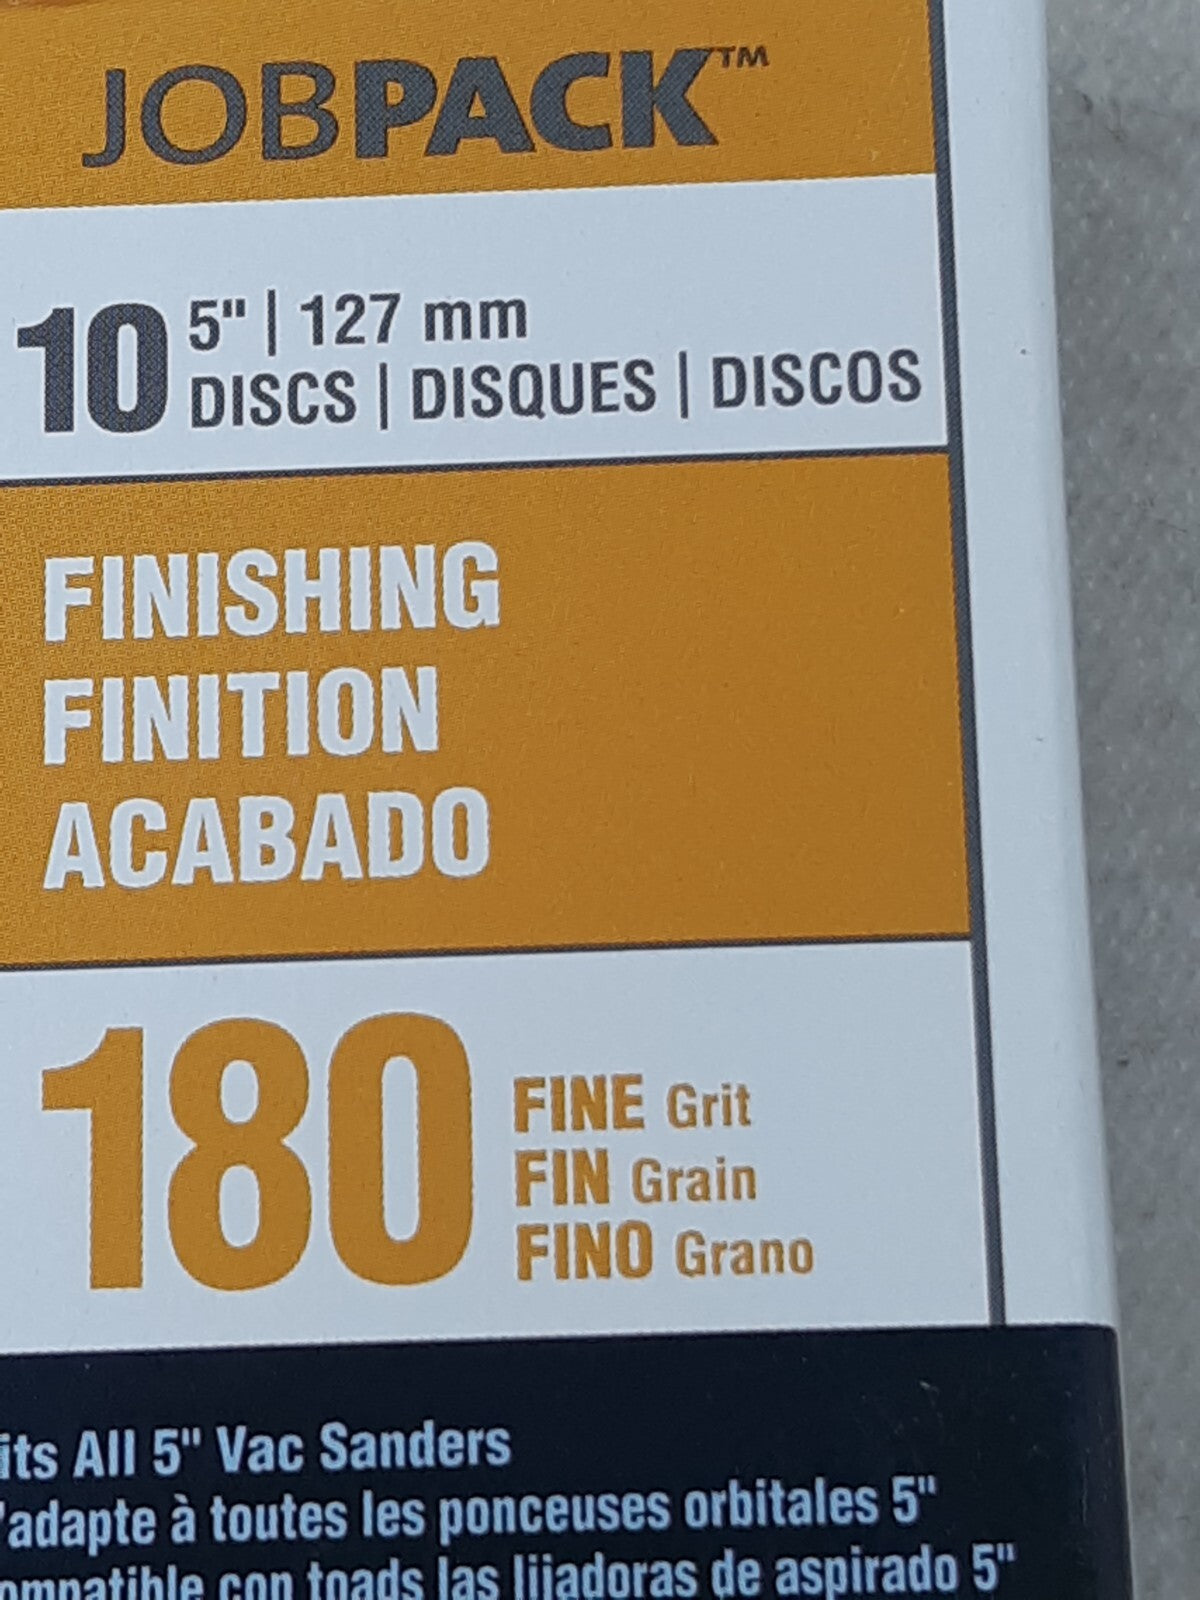 JOBPACK™
10 5" | 127 mm
DISCS | DISQUES | DISCOS
FINISHING
FINITION
ACABADO
180 FINE Grit
FIN Grain
FINO Grano
its All 5" Vac Sanders
'adapte à toutes les ponceuses orbitales 5"
ompatible con toads las lijadoras de aspirado 5"